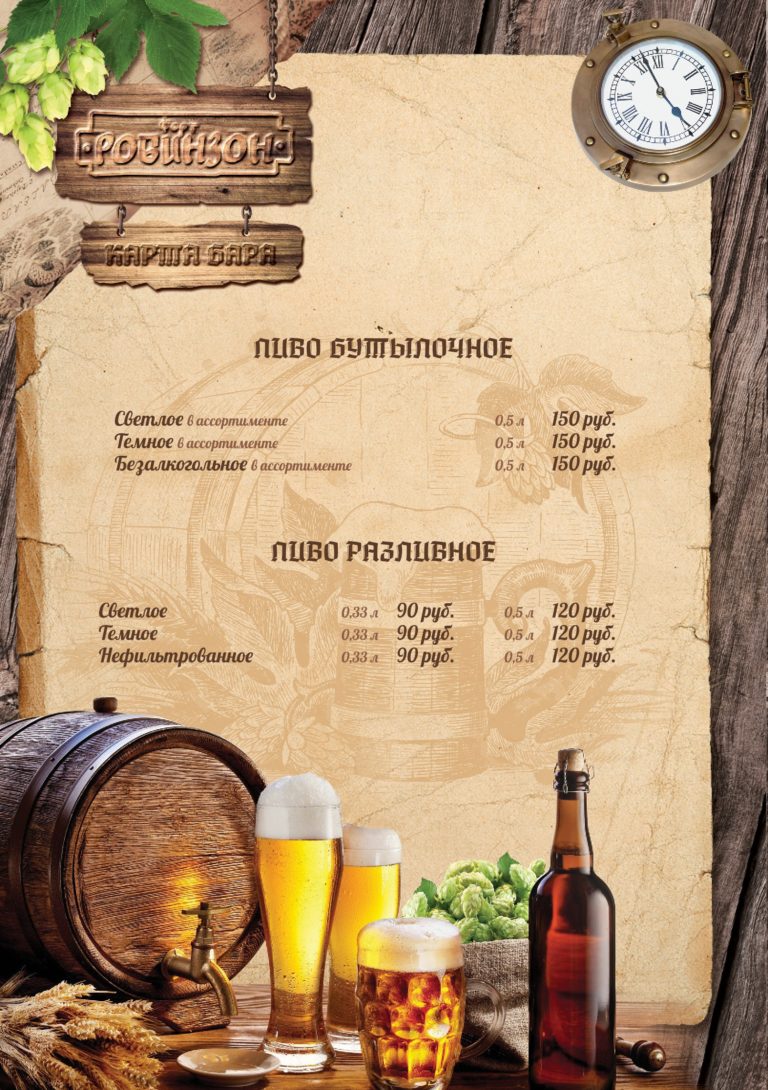 ФОРТ
РОБИНЗОН
КАРТА БАРА
ПИВО БУТЫЛОЧНОЕ
Светлое в ассортименте 0,5 л 150 руб.
Темное в ассортименте 0,5 л 150 руб.
Безалкогольное в ассортименте 0,5 л 150 руб.
ПИВО РАЗЛИВНОЕ
Светлое 0,33 л 90 руб. 0,5 л 120 руб.
Темное 0,33 л 90 руб. 0,5 л 120 руб.
Нефильтрованное 0,33 л 90 руб. 0,5 л 120 руб.